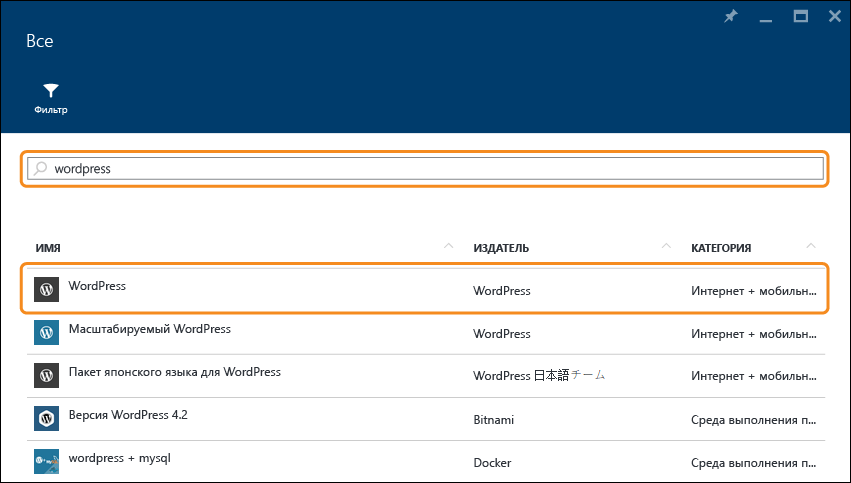 Все
Фильтр
wordpress
ИМЯ ИЗДАТЕЛЬ КАТЕГОРИЯ
WordPress WordPress Интернет + мобильн...
Масштабируемый WordPress WordPress Интернет + мобильн...
Пакет японского языка для WordPress WordPress 日本語チーム Интернет + мобильн...
Версия WordPress 4.2 Bitnami Среда выполнения п...
wordpress + mysql Docker Среда выполнения п...